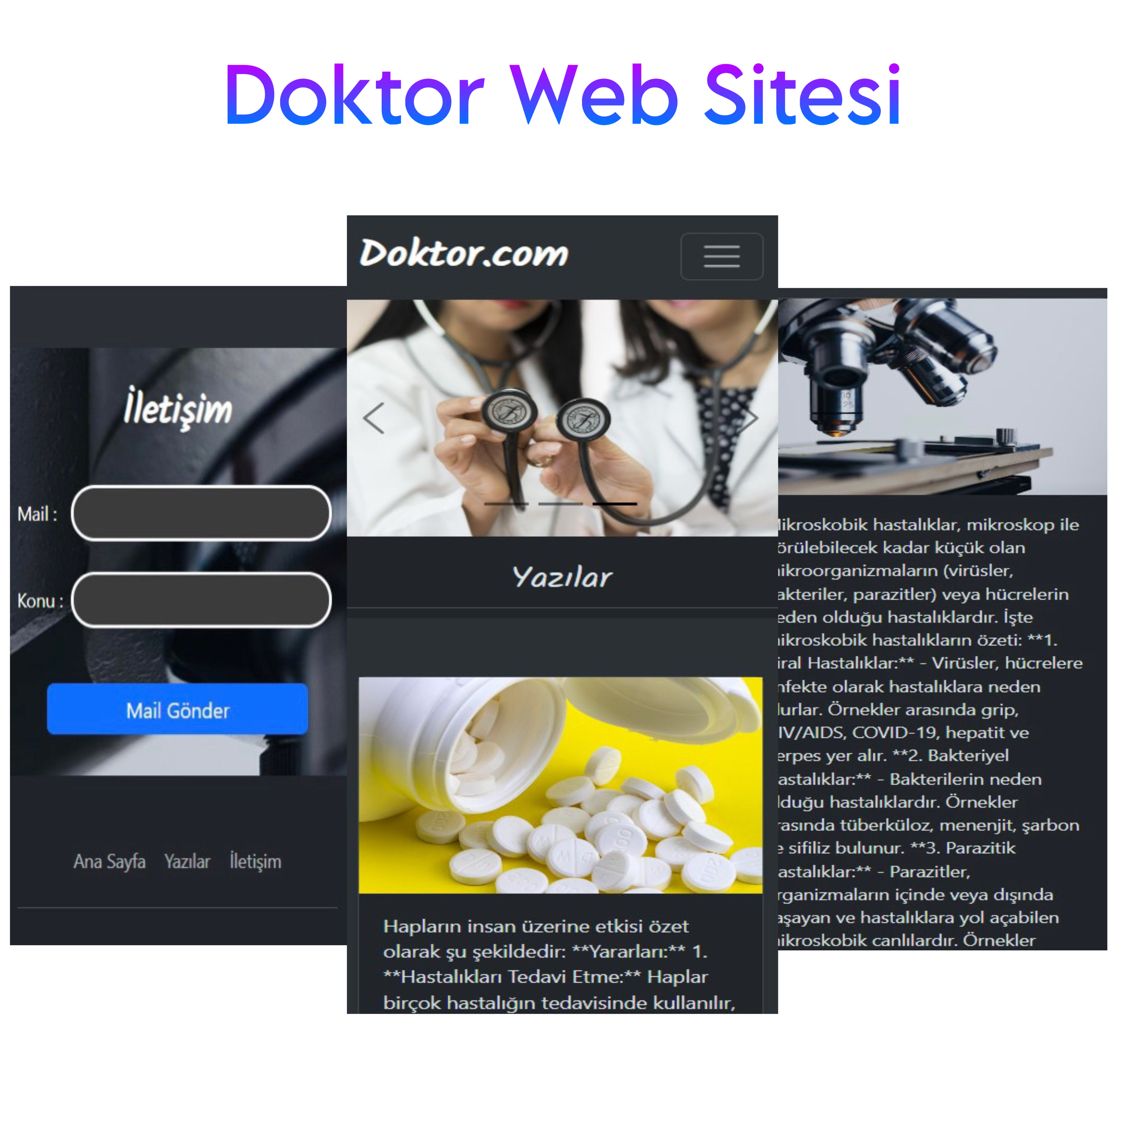 Doktor Web Sitesi
İletişim
Mail :
Konu :
Mail Gönder
Ana Sayfa Yazılar İletişim
Doktor.com
Yazılar
Hapların insan üzerine etkisi özet
olarak şu şekildedir: **Yararları:** 1.
**Hastalıkları Tedavi Etme:** Haplar
birçok hastalığın tedavisinde kullanılır,
ikroskobik hastalıklar, mikroskop ile
örülebilecek kadar küçük olan
ikroorganizmaların (virüsler,
akteriler, parazitler) veya hücrelerin
eden olduğu hastalıklardır. İşte
ikroskobik hastalıkların özeti: **1.
iral Hastalıklar:** - Virüsler, hücrelere
nfekte olarak hastalıklara neden
lurlar. Örnekler arasında grip,
IV/AIDS, COVID-19, hepatit ve
erpes yer alır. **2. Bakteriyel
astalıklar:** - Bakterilerin neden
lduğu hastalıklardır. Örnekler
rasında tüberküloz, menenjit, şarbon
e sifiliz bulunur. **3. Parazitik
astalıklar:** - Parazitler,
rganizmaların içinde veya dışında
aşayan ve hastalıklara yol açabilen
ikroskobik canlılardır. Örnekler